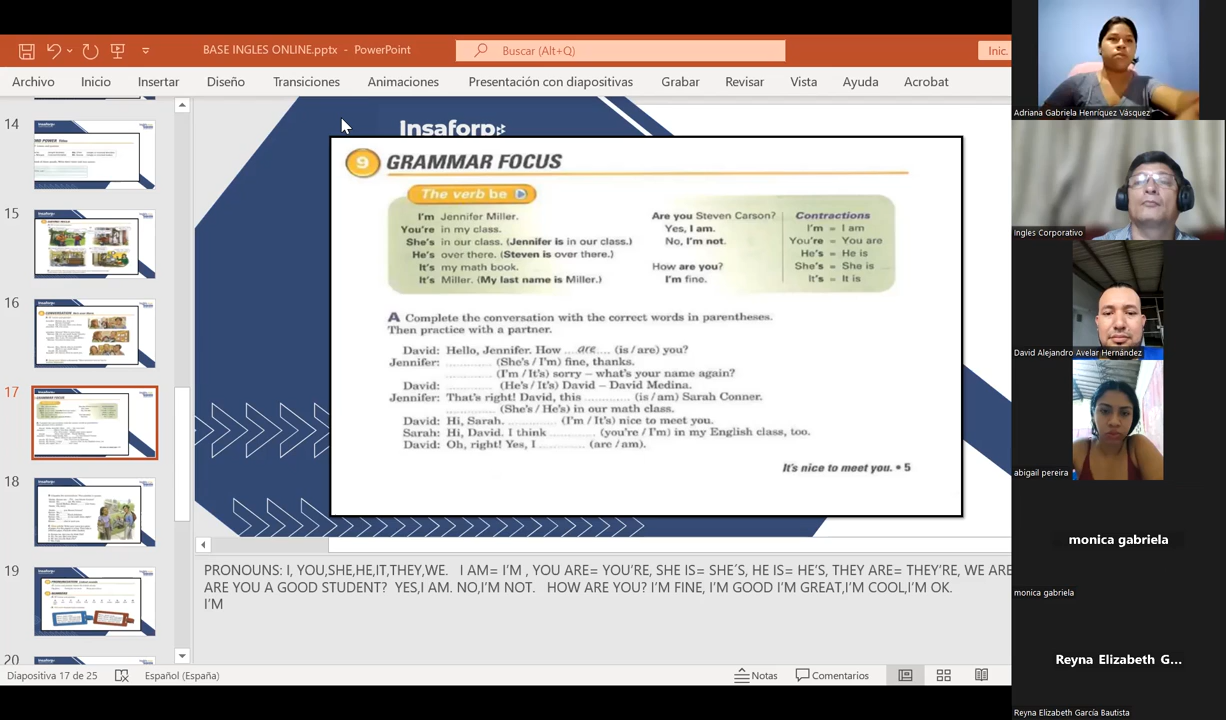 BASE INGLES ONLINE.pptx - PowerPoint
Buscar (Alt+Q)
Inic.
Archivo Inicio Insertar Diseño Transiciones Animaciones Presentación con diapositivas Grabar Revisar Vista Ayuda Acrobat
14
15
16
17
18
19
20
Insaforp
9 GRAMMAR FOCUS
The verb be
I'm Jennifer Miller.
You're in my class.
She's in our class. (Jennifer is in our class.)
He's over there. (Steven is over there.)
It's my math book.
It's Miller. (My last name is Miller.)
Are you Steven Carson?
Yes, I am.
No, I'm not.
How are you?
I'm fine.
Contractions
I'm = I am
You're = You are
He's = He is
She's = She is
It's = It is
A Complete the conversation with the correct words in parentheses.
Then practice with a partner.
David: Hello, Jennifer. How ....are.... (is / are) you?
Jennifer: ............ (She's / I'm) fine, thanks.
............ (I'm / It's) sorry – what's your name again?
David: ............ (He's / It's) David – David Medina.
Jennifer: That's right! David, this ............ (is / am) Sarah Conner.
............ (She's / He's) in our math class.
David: Hi, Sarah. ............ (I'm / It's) nice to meet you.
Sarah: Hi, David. I think ............ (you're / I'm) in my English class, too.
David: Oh, right! Yes, I ............ (are / am).
It's nice to meet you. • 5
PRONOUNS: I, YOU,SHE,HE,IT,THEY,WE. I AM= I'M , YOU ARE= YOU'RE, SHE IS= SHE´S, HE IS= HE'S, THEY ARE= THEY'RE, WE ARE
ARE YOU A GOOD STUDENT? YES,I AM. NO,I'M NOT. HOW ARE YOU? I'M FINE, I'M GOOD I'M GREAT,I'M COOL,I'M OK.
I'M
Diapositiva 17 de 25 Español (España) Notas Comentarios
Adriana Gabriela Henríquez Vásquez
Ingles Corporativo
David Alejandro Avelar Hernández
abigail pereira
monica gabriela
monica gabriela
Reyna Elizabeth G...
Reyna Elizabeth García Bautista